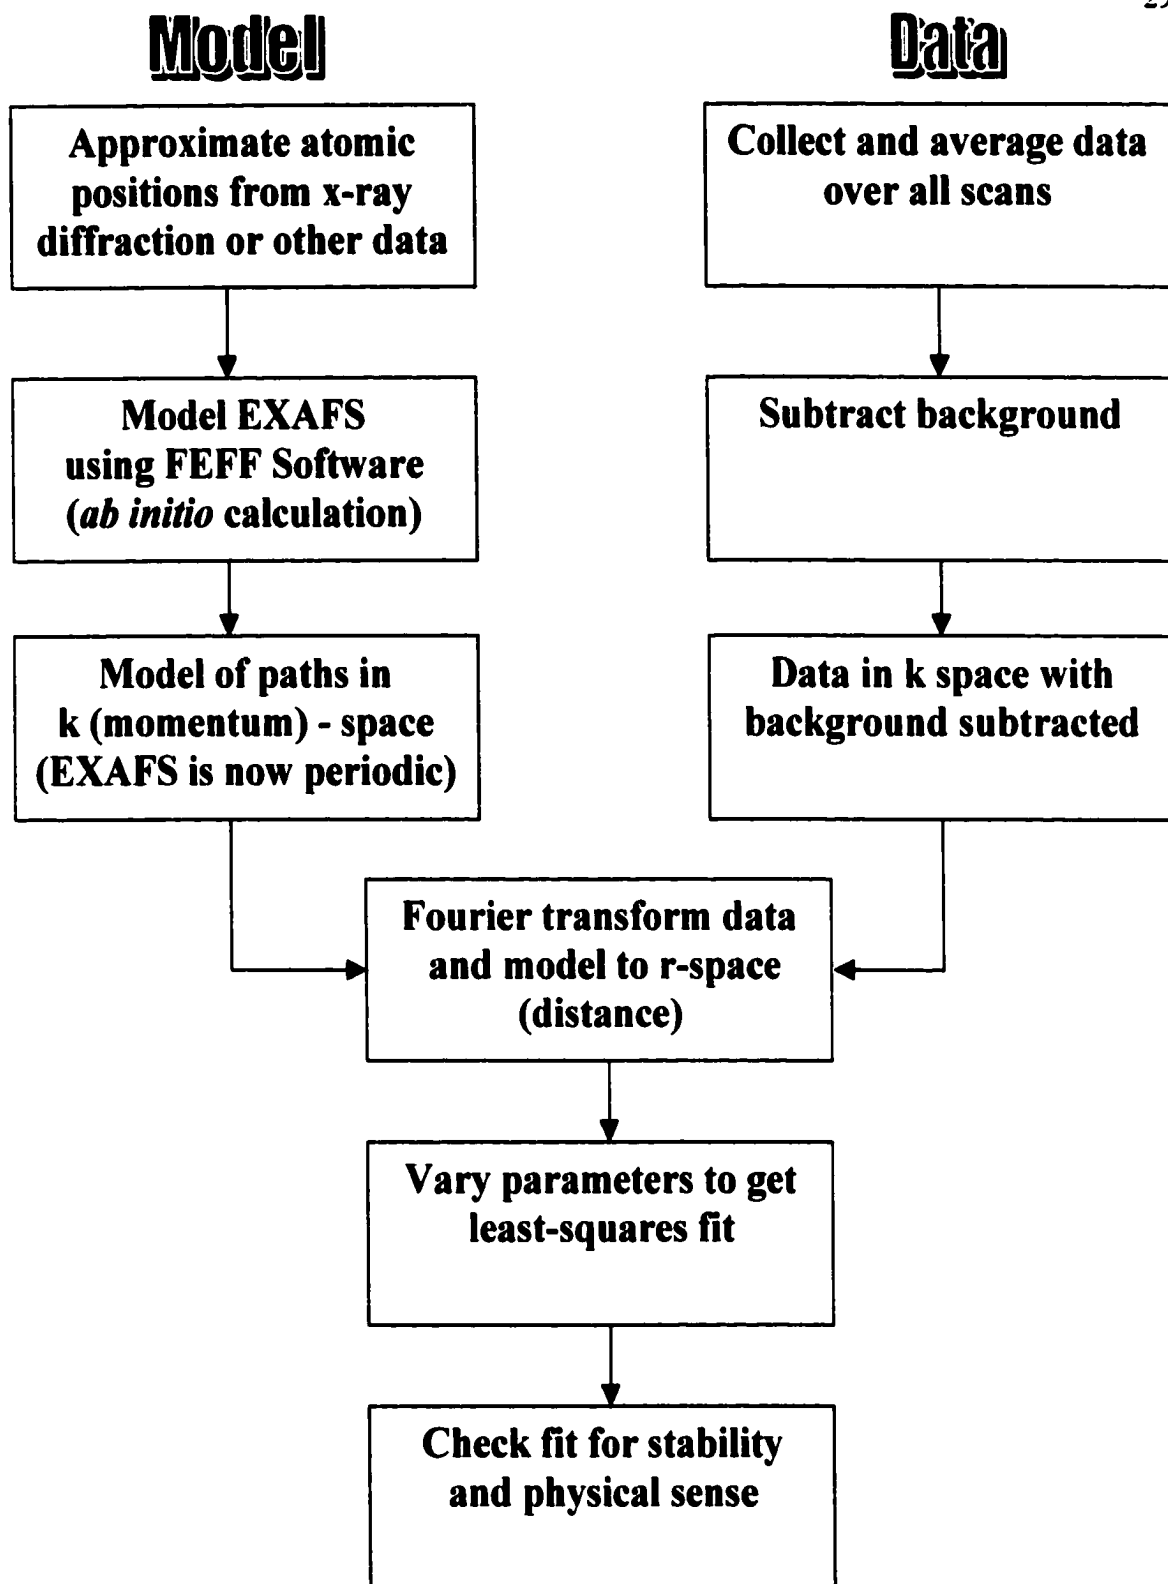 Model
Data
Approximate atomic
positions from x-ray
diffraction or other data
Collect and average data
over all scans
Model EXAFS
using FEFF Software
(ab initio calculation)
Subtract background
Model of paths in
k (momentum) - space
(EXAFS is now periodic)
Data in k space with
background subtracted
Fourier transform data
and model to r-space
(distance)
Vary parameters to get
least-squares fit
Check fit for stability
and physical sense